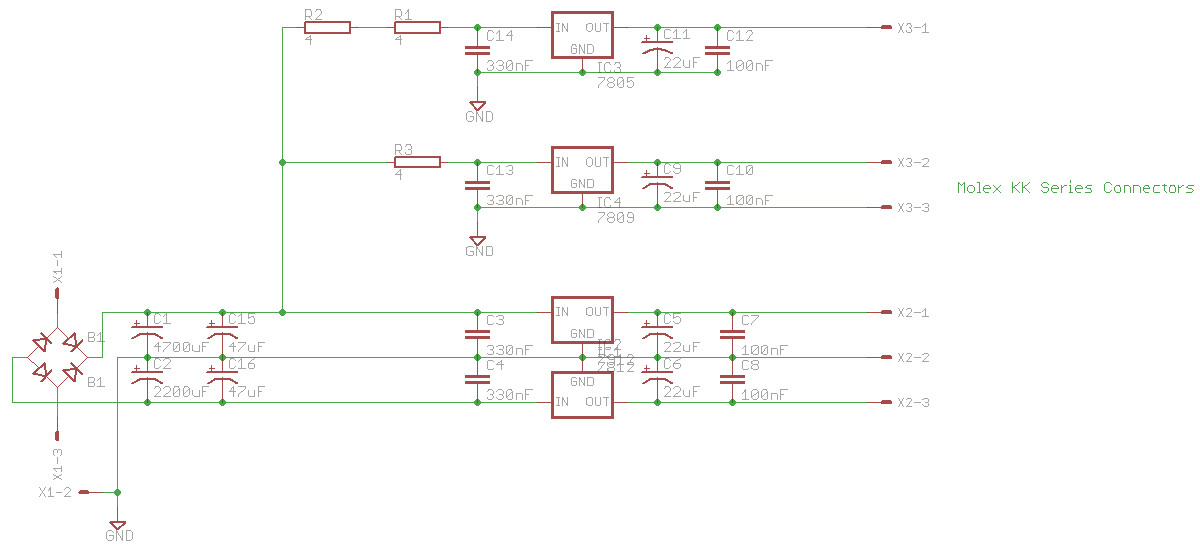 R2
R1
4
4
C14
330nF
GND
IN
OUT
GND
IC3
7805
C11
22uF
C12
100nF
X3-1
R3
4
C13
330nF
GND
IN
OUT
GND
IC4
7809
C9
22uF
C10
100nF
X3-2
X3-3
Molex KK Series Connectors
X1-1
B1
B1
X1-3
X1-2
GND
C1
4700uF
C2
2200uF
C15
47uF
C16
47uF
C3
330nF
C4
330nF
IN
OUT
GND
GND
IN
OUT
C5
22uF
C6
22uF
C7
100nF
C8
100nF
X2-1
X2-2
X2-3